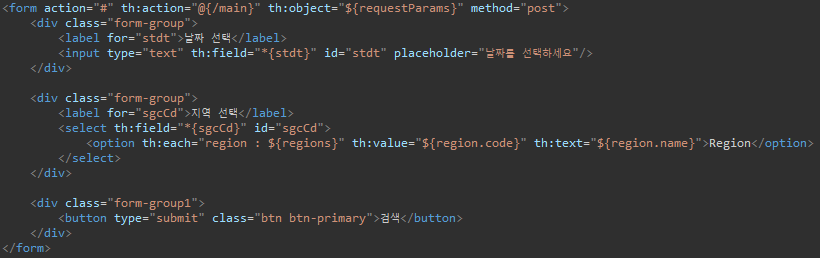 <form action="#" th:action="@{/main}" th:object="${requestParams}" method="post">
    <div class="form-group">
        <label for="stdt">날짜 선택</label>
        <input type="text" th:field="*{stdt}" id="stdt" placeholder="날짜를 선택하세요"/>
    </div>

    <div class="form-group">
        <label for="sgcCd">지역 선택</label>
        <select th:field="*{sgcCd}" id="sgcCd">
            <option th:each="region : ${regions}" th:value="${region.code}" th:text="${region.name}">Region</option>
        </select>
    </div>

    <div class="form-group1">
        <button type="submit" class="btn btn-primary">검색</button>
    </div>
</form>